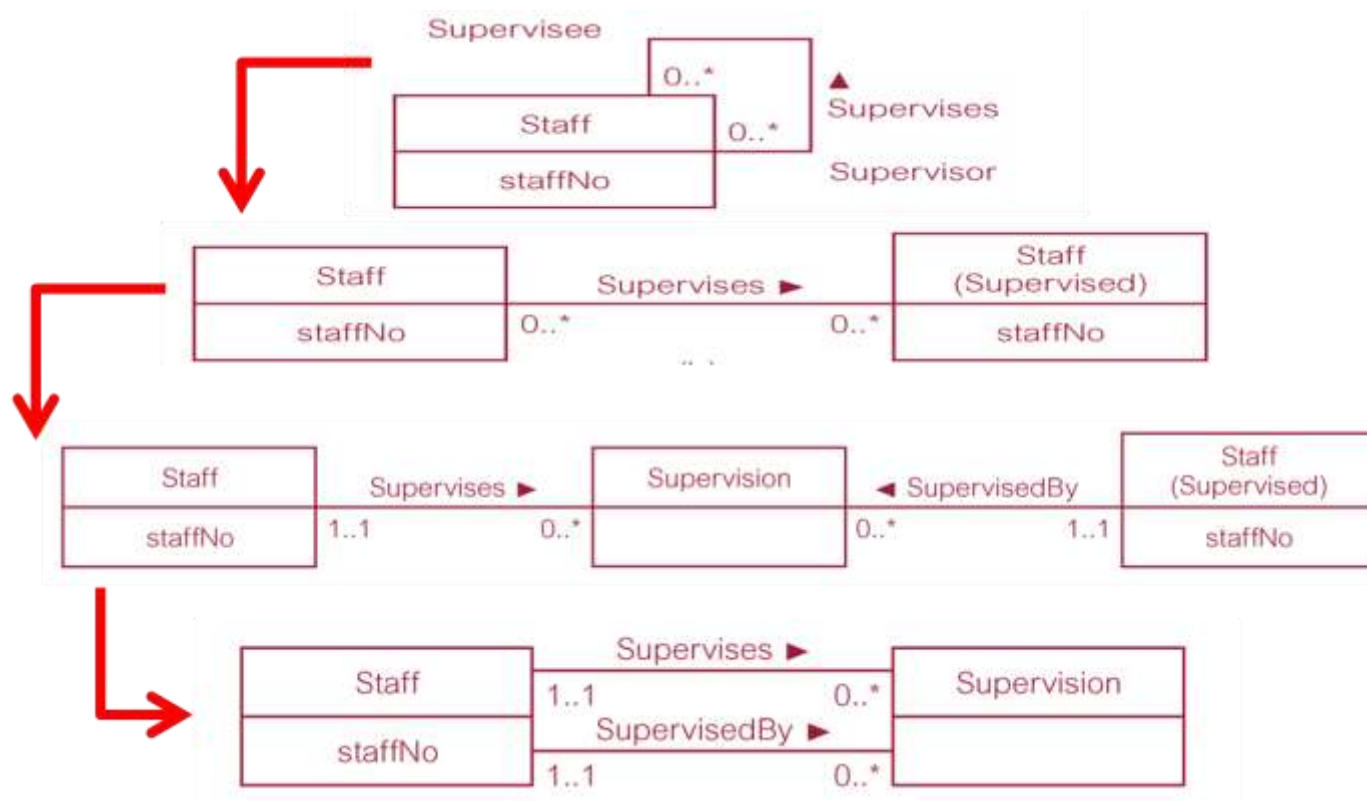 Supervisee
0..*
▲
Supervises
Staff
0..*
staffNo
Supervisor
Staff
Supervises ►
Staff
(Supervised)
staffNo
0..*
0..*
staffNo
Staff
Supervises ►
Supervision
◄ SupervisedBy
Staff
(Supervised)
staffNo
1..1
0..*
0..*
1..1
staffNo
Supervises ►
Staff
1..1
0..*
Supervision
SupervisedBy ►
staffNo
1..1
0..*